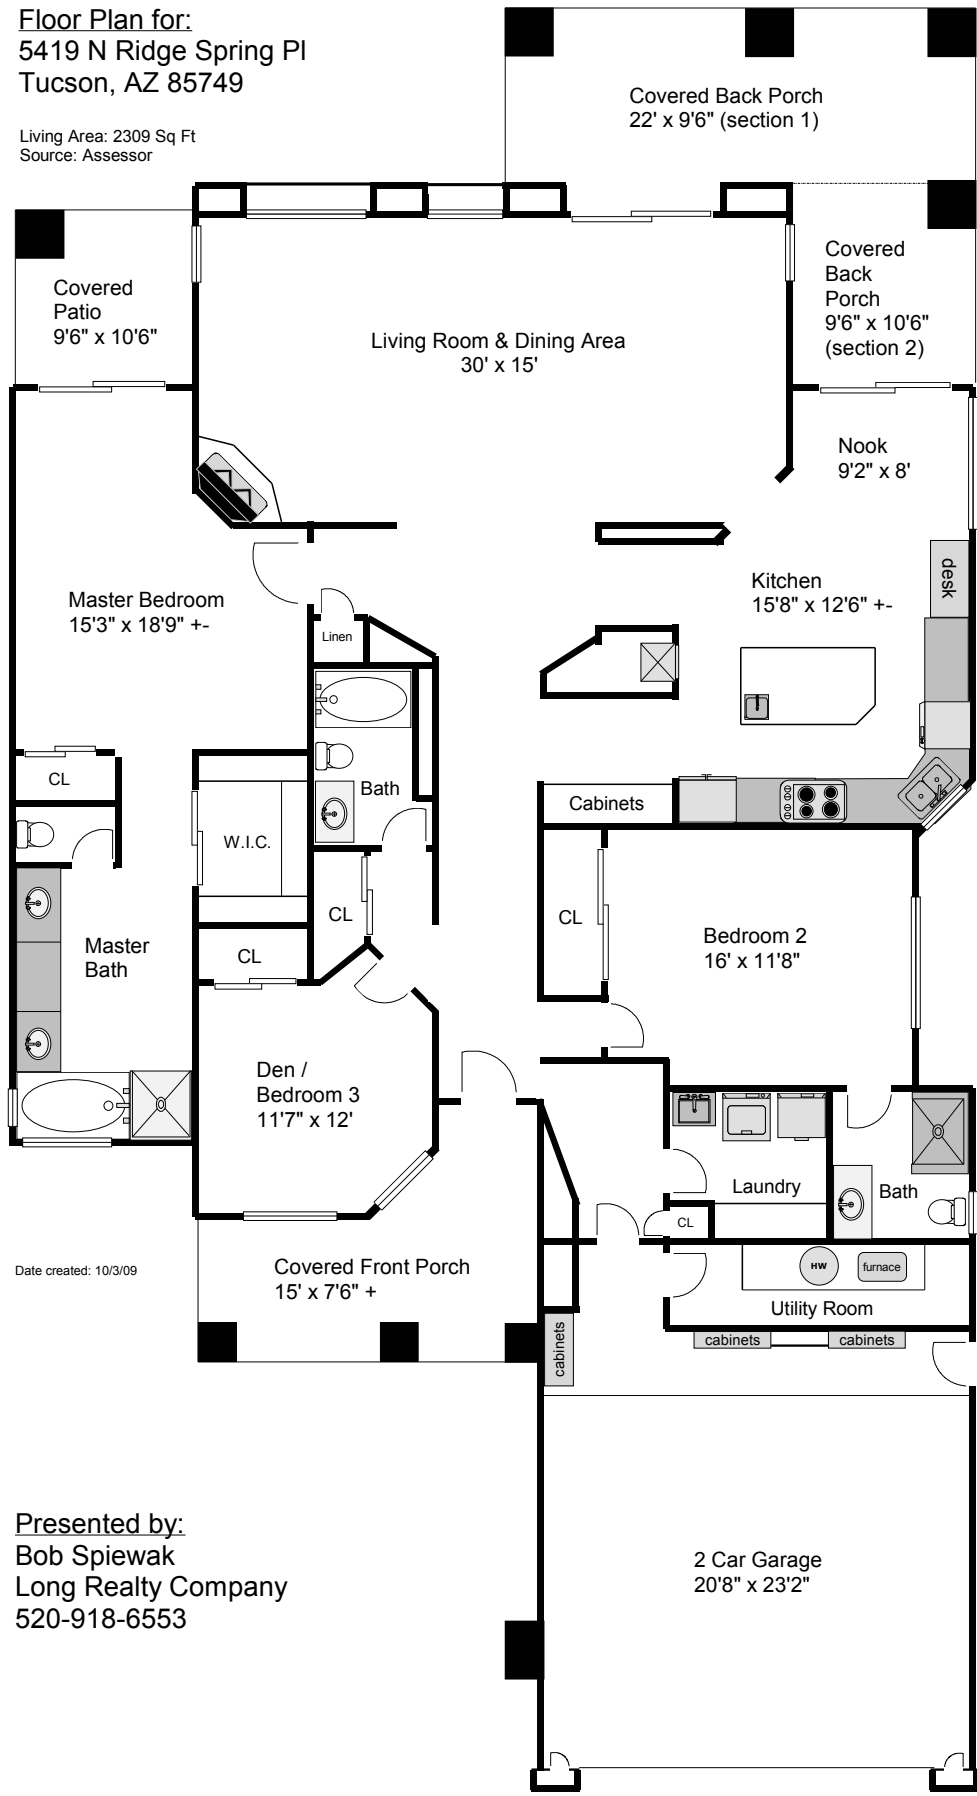 Floor Plan for:
5419 N Ridge Spring Pl
Tucson, AZ 85749
Living Area: 2309 Sq Ft
Source: Assessor
Covered Back Porch
22' x 9'6" (section 1)
Covered
Patio
9'6" x 10'6"
Covered
Back
Porch
9'6" x 10'6"
(section 2)
Living Room & Dining Area
30' x 15'
Nook
9'2" x 8'
Master Bedroom
15'3" x 18'9" +-
Linen
Kitchen
15'8" x 12'6" +-
desk
CL
Bath
Cabinets
W.I.C.
CL
CL
Master
Bath
CL
Bedroom 2
16' x 11'8"
Den /
Bedroom 3
11'7" x 12'
Laundry
Bath
CL
Covered Front Porch
15' x 7'6" +
HW
furnace
Utility Room
cabinets
cabinets
cabinets
Date created: 10/3/09
Presented by:
Bob Spiewak
Long Realty Company
520-918-6553
2 Car Garage
20'8" x 23'2"